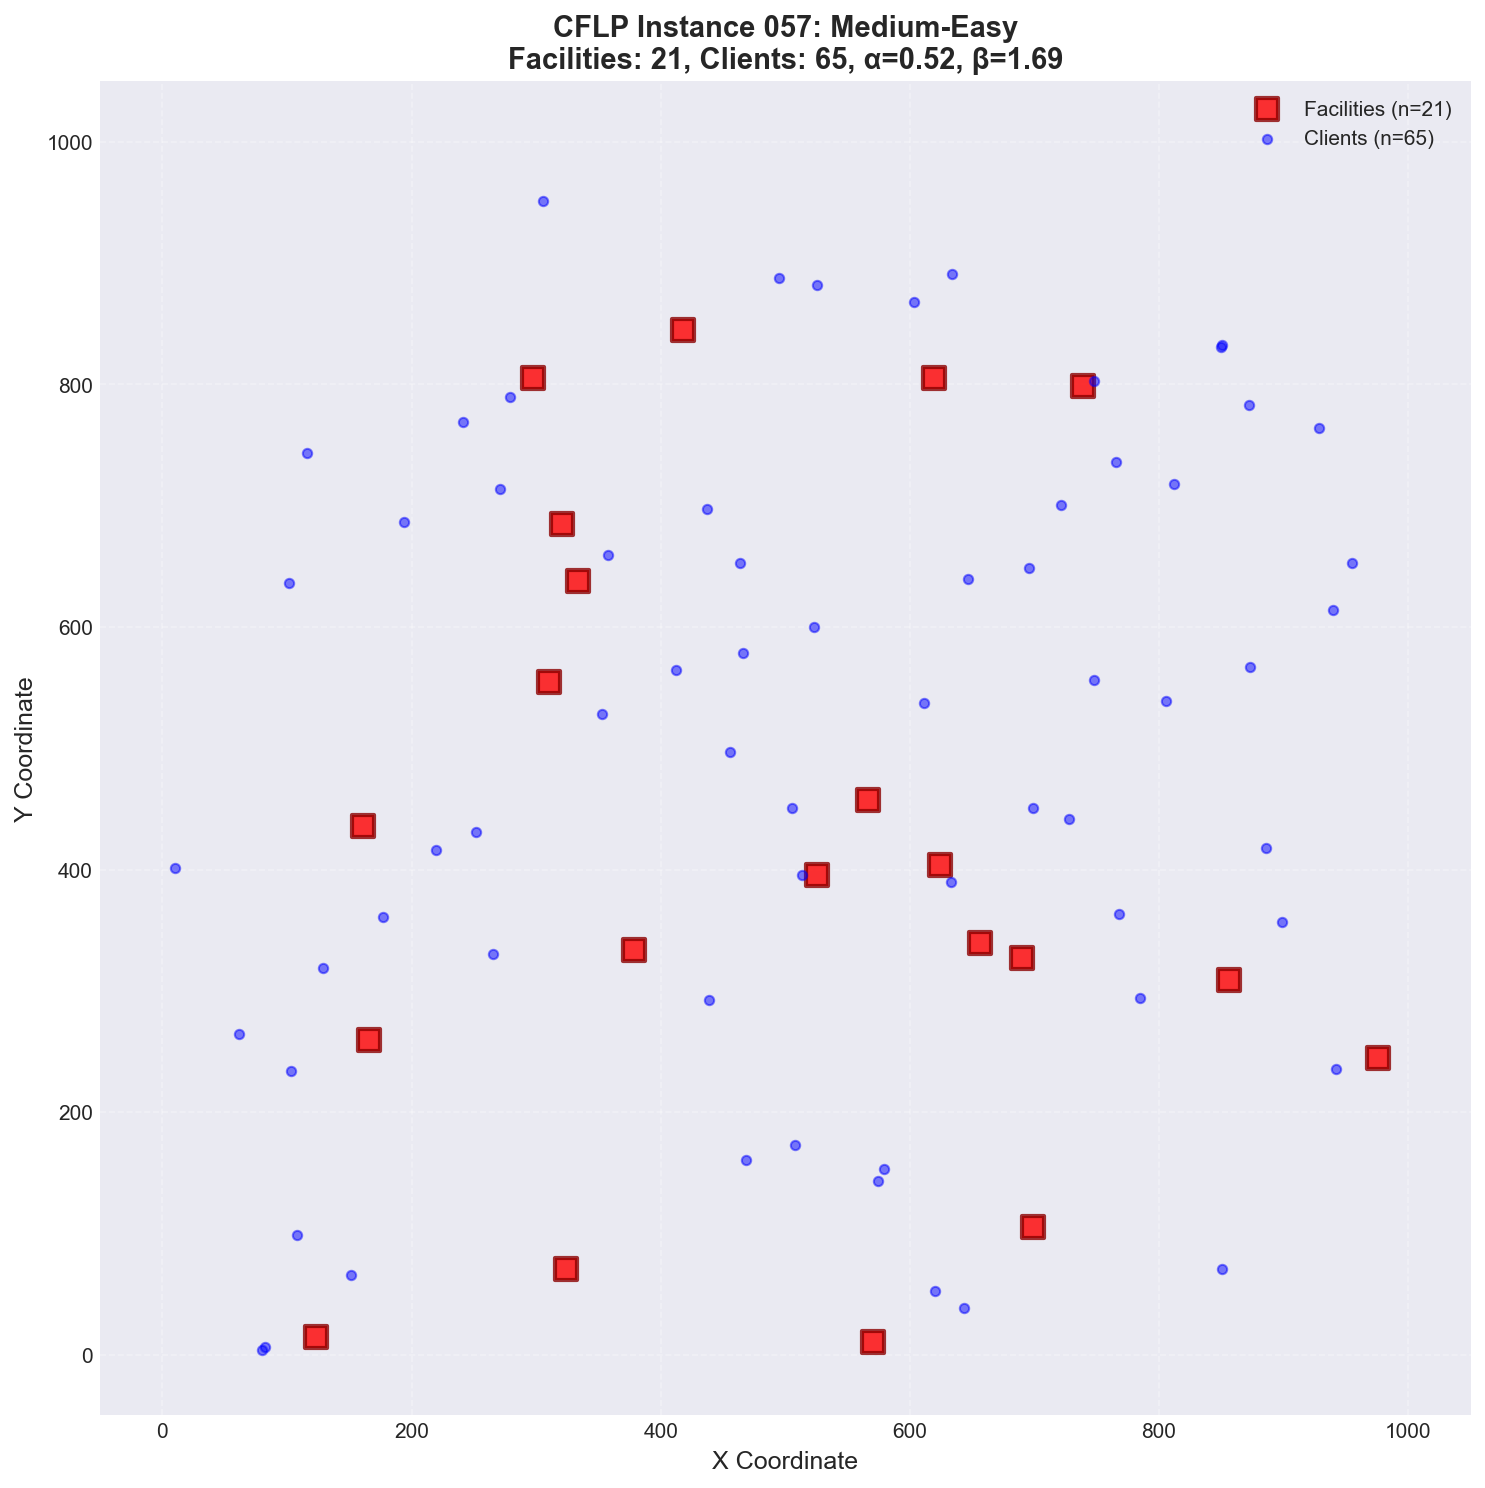 CFLP Instance 057: Medium-Easy
Facilities: 21, Clients: 65, α=0.52, β=1.69
Facilities (n=21)
Clients (n=65)
1000
800
600
400
200
0
Y Coordinate
0 200 400 600 800 1000
X Coordinate